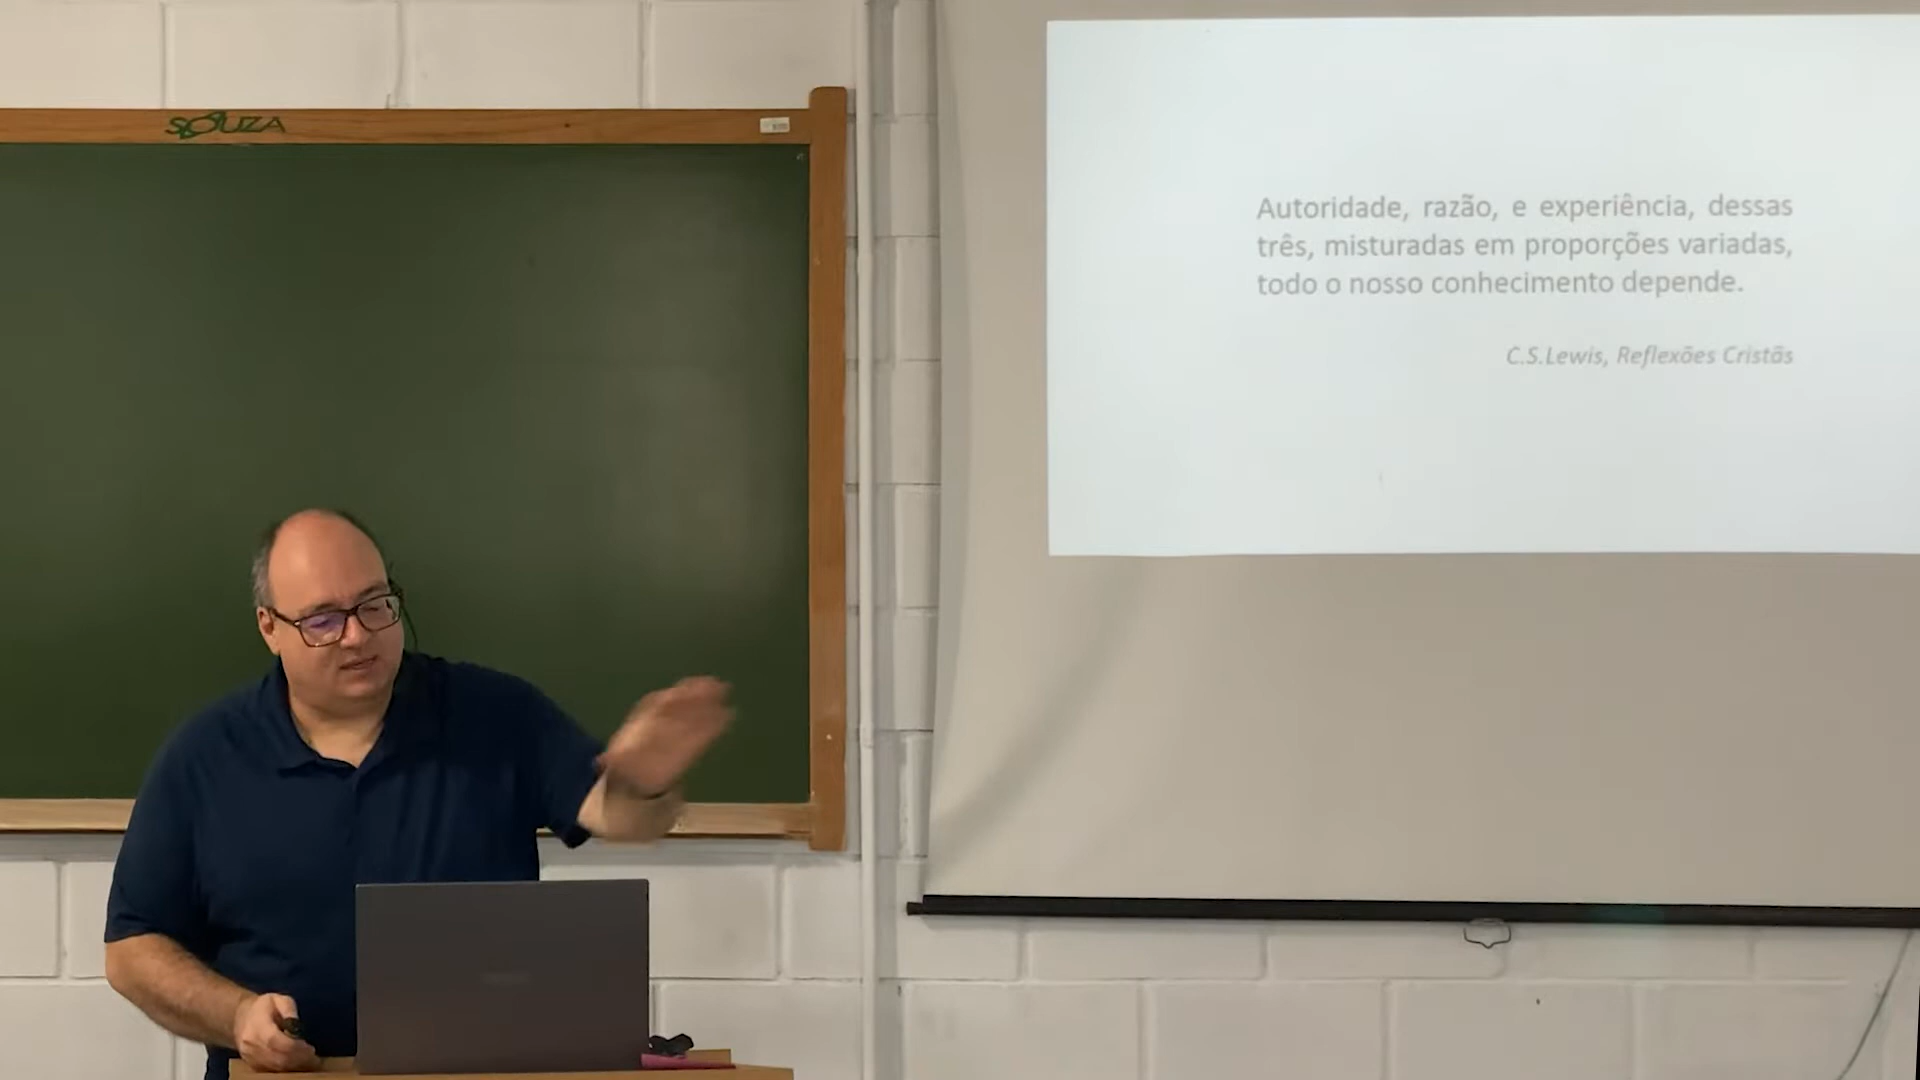 SOUZA
Autoridade, razão, e experiência, dessas
três, misturadas em proporções variadas,
todo o nosso conhecimento depende.
C.S.Lewis, Reflexões Cristãs